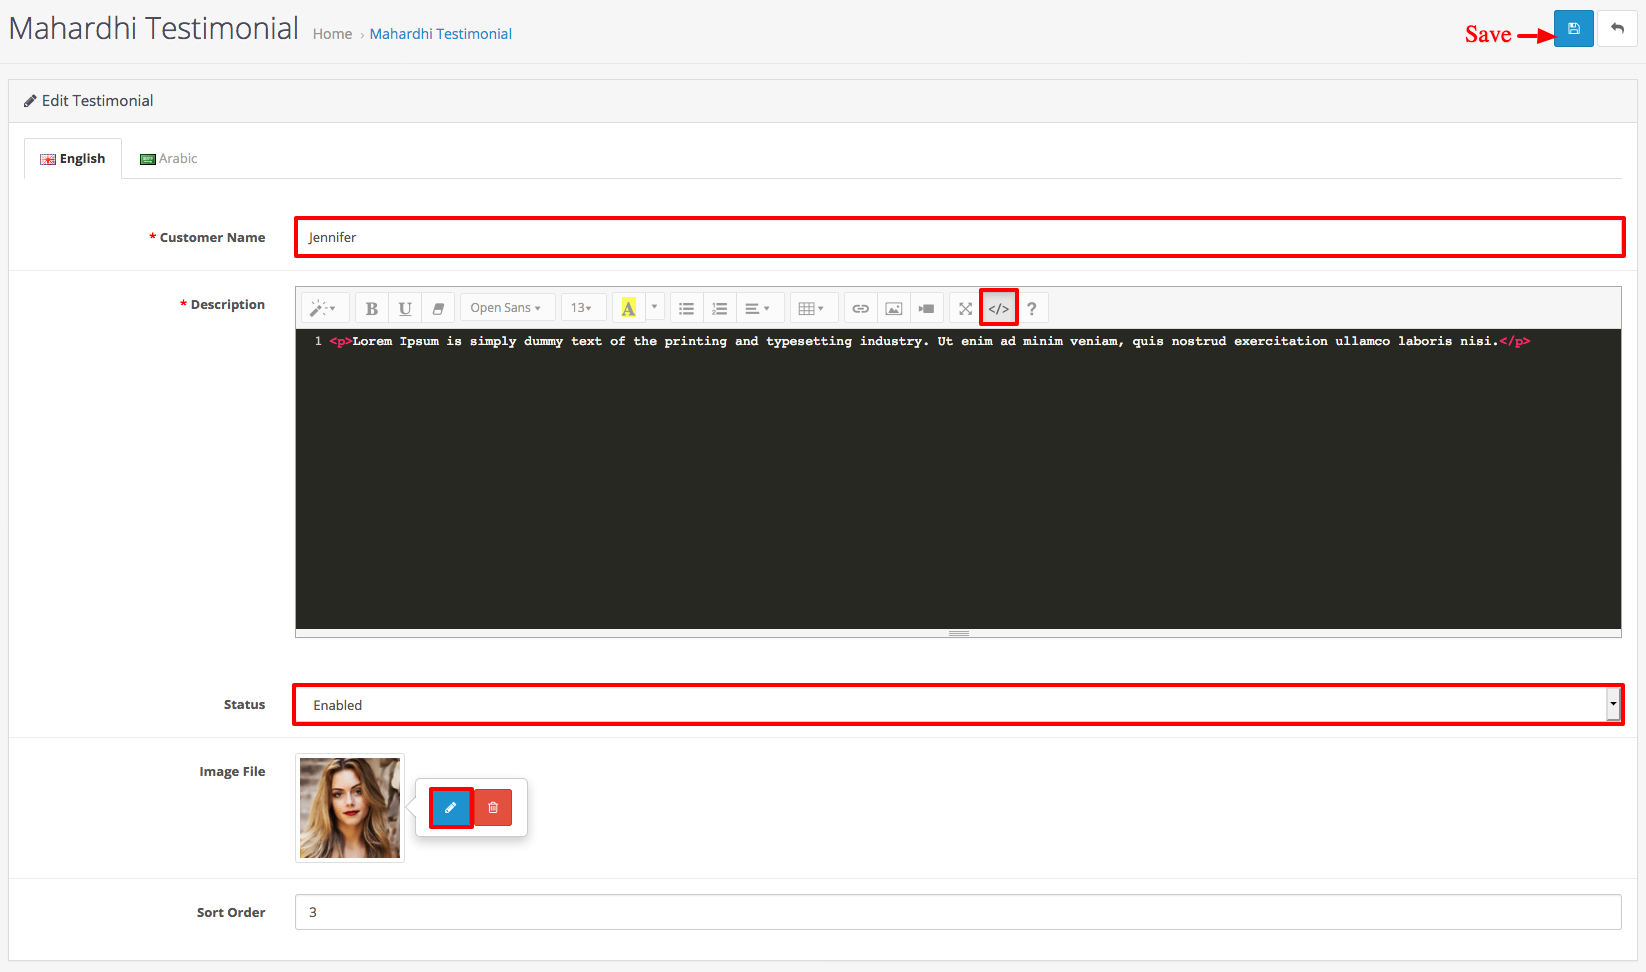 Mahardhi Testimonial Home › Mahardhi Testimonial
Save
Edit Testimonial
English Arabic
* Customer Name Jennifer
* Description B U Open Sans 13 A </> ?
1 <p>Lorem Ipsum is simply dummy text of the printing and typesetting industry. Ut enim ad minim veniam, quis nostrud exercitation ullamco laboris nisi.</p>
Status Enabled
Image File
Sort Order 3